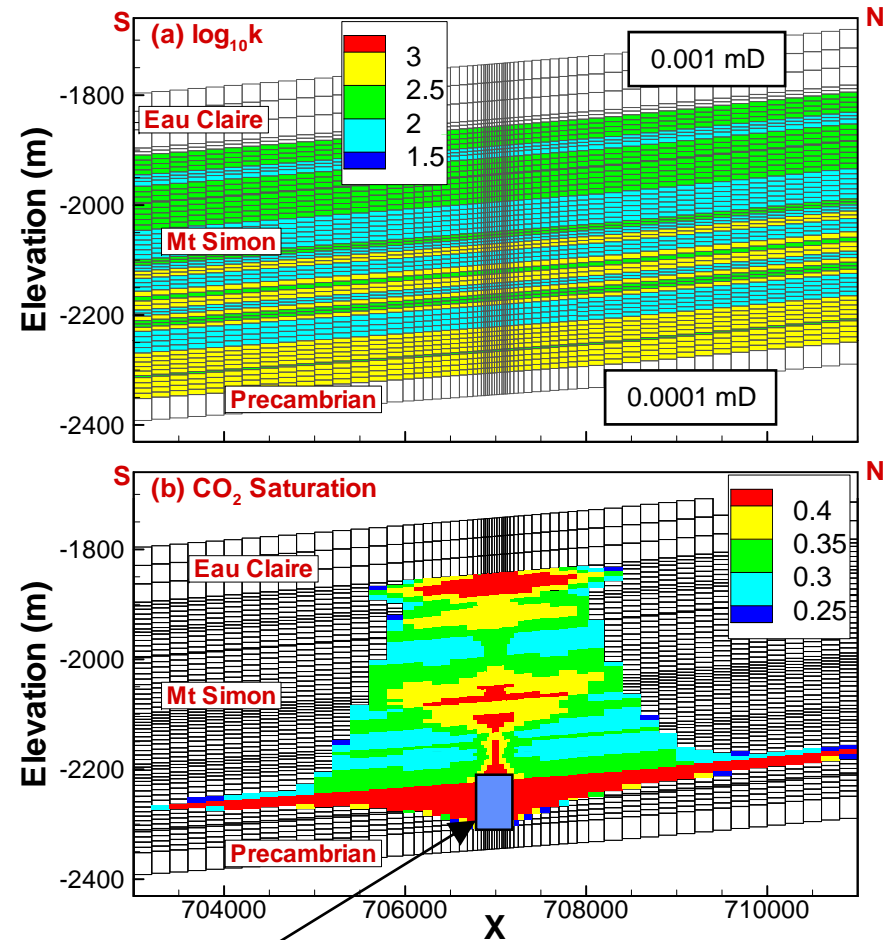 S
N
(a) log₁₀k
3
2.5
2
1.5
0.001 mD
Eau Claire
Mt Simon
Precambrian
0.0001 mD
Elevation (m)
-1800
-2000
-2200
-2400
S
N
(b) CO₂ Saturation
0.4
0.35
0.3
0.25
Eau Claire
Mt Simon
Precambrian
Elevation (m)
-1800
-2000
-2200
-2400
704000 706000 708000 710000
X